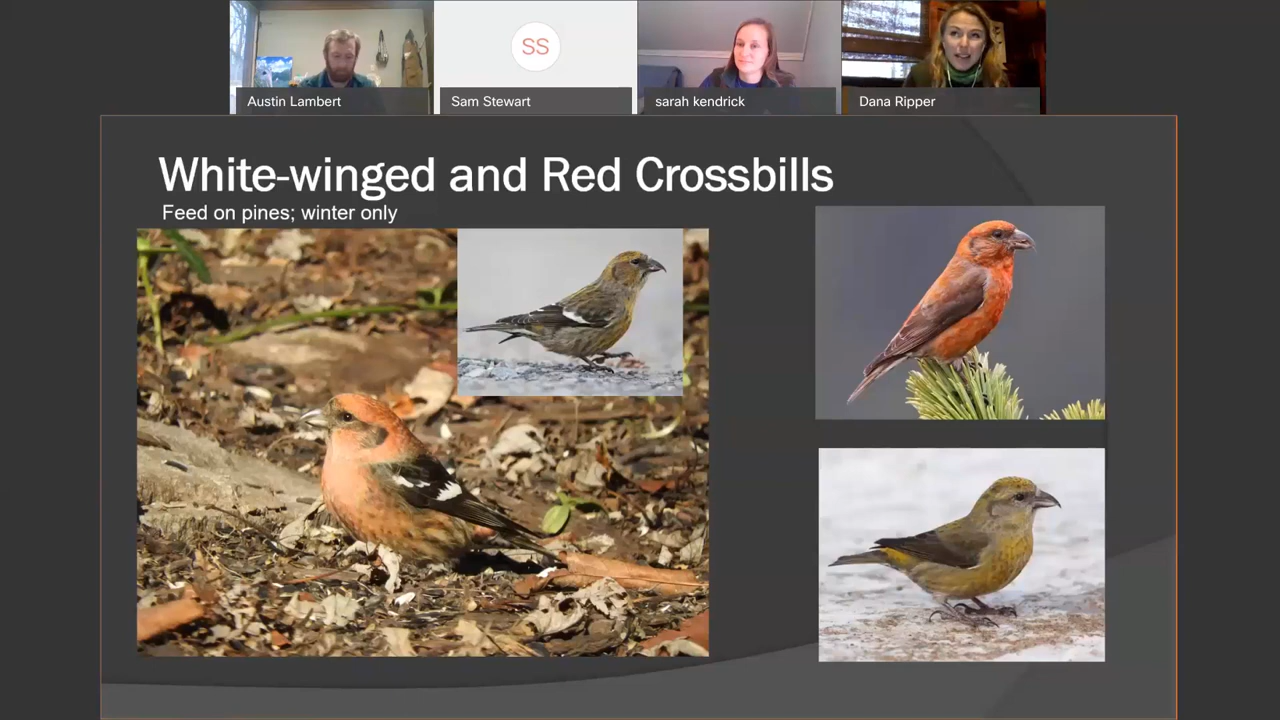 SS
Austin Lambert
Sam Stewart
sarah kendrick
Dana Ripper
White-winged and Red Crossbills
Feed on pines; winter only